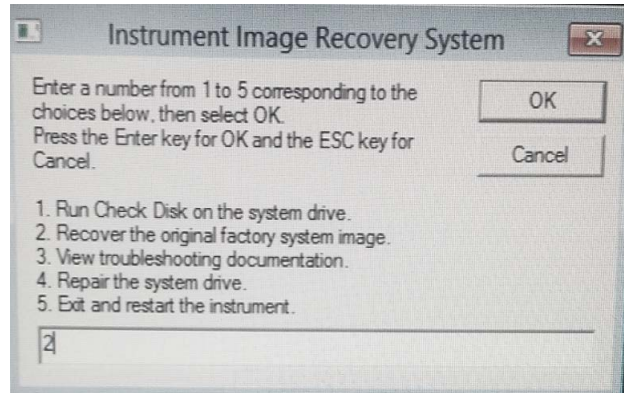 Instrument Image Recovery System
Enter a number from 1 to 5 corresponding to the
choices below, then select OK.
Press the Enter key for OK and the ESC key for
Cancel.
OK
Cancel
1. Run Check Disk on the system drive.
2. Recover the original factory system image.
3. View troubleshooting documentation.
4. Repair the system drive.
5. Exit and restart the instrument.
2